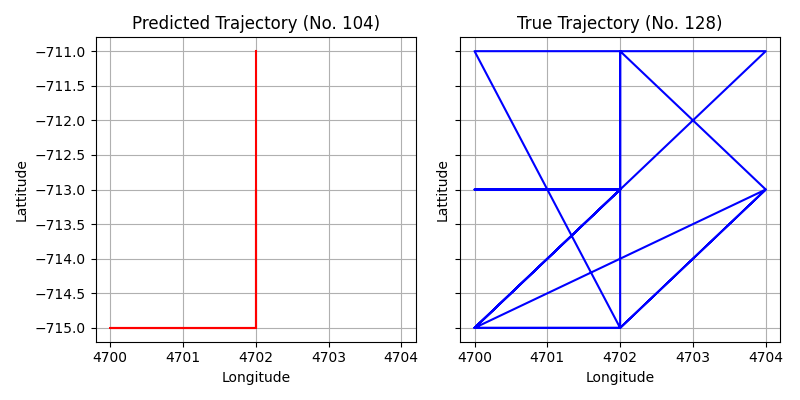 Predicted Trajectory (No. 104)
True Trajectory (No. 128)
Lattitude
−711.0
−711.5
−712.0
−712.5
−713.0
−713.5
−714.0
−714.5
−715.0
4700 4701 4702 4703 4704
Longitude
Lattitude
4700 4701 4702 4703 4704
Longitude